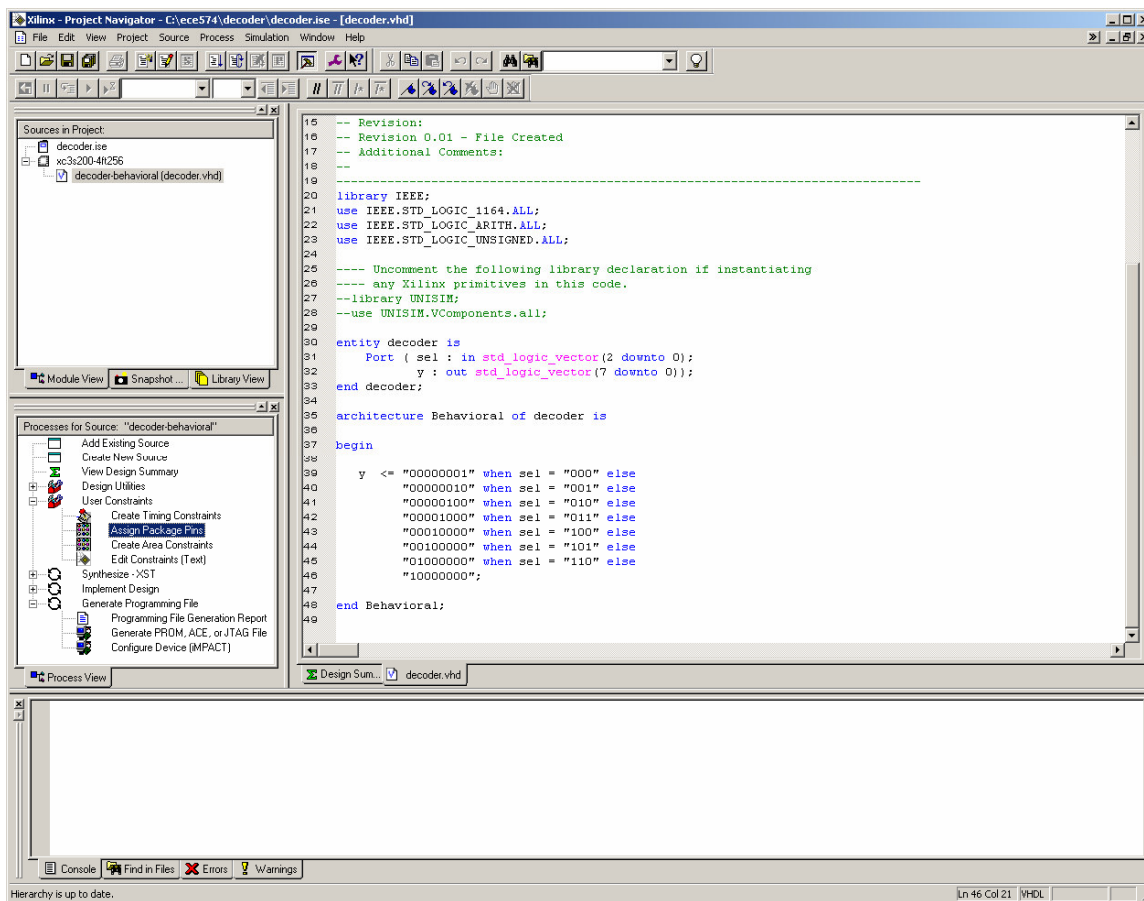 Xilinx - Project Navigator - C:\ece574\decoder\decoder.ise - [decoder.vhd]
File Edit View Project Source Process Simulation Window Help
Sources in Project:
decoder.ise
xc3s200-4ft256
decoder-behavioral (decoder.vhd)
Module View Snapshot ... Library View
Processes for Source: "decoder-behavioral"
Add Existing Source
Create New Source
View Design Summary
Design Utilities
User Constraints
Create Timing Constraints
Assign Package Pins
Create Area Constraints
Edit Constraints (Text)
Synthesize - XST
Implement Design
Generate Programming File
Programming File Generation Report
Generate PROM, ACE, or JTAG File
Configure Device (iMPACT)
Process View
15 -- Revision:
16 -- Revision 0.01 - File Created
17 -- Additional Comments:
18 --
19 --------------------------------------------------------------------------------
20 library IEEE;
21 use IEEE.STD_LOGIC_1164.ALL;
22 use IEEE.STD_LOGIC_ARITH.ALL;
23 use IEEE.STD_LOGIC_UNSIGNED.ALL;
24
25 ---- Uncomment the following library declaration if instantiating
26 ---- any Xilinx primitives in this code.
27 --library UNISIM;
28 --use UNISIM.VComponents.all;
29
30 entity decoder is
31 Port ( sel : in std_logic_vector(2 downto 0);
32 y : out std_logic_vector(7 downto 0));
33 end decoder;
34
35 architecture Behavioral of decoder is
36
37 begin
38
39 y <= "00000001" when sel = "000" else
40 "00000010" when sel = "001" else
41 "00000100" when sel = "010" else
42 "00001000" when sel = "011" else
43 "00010000" when sel = "100" else
44 "00100000" when sel = "101" else
45 "01000000" when sel = "110" else
46 "10000000";
47
48 end Behavioral;
49
Design Sum... decoder.vhd
Console Find in Files Errors Warnings
Hierarchy is up to date. Ln 46 Col 21 VHDL